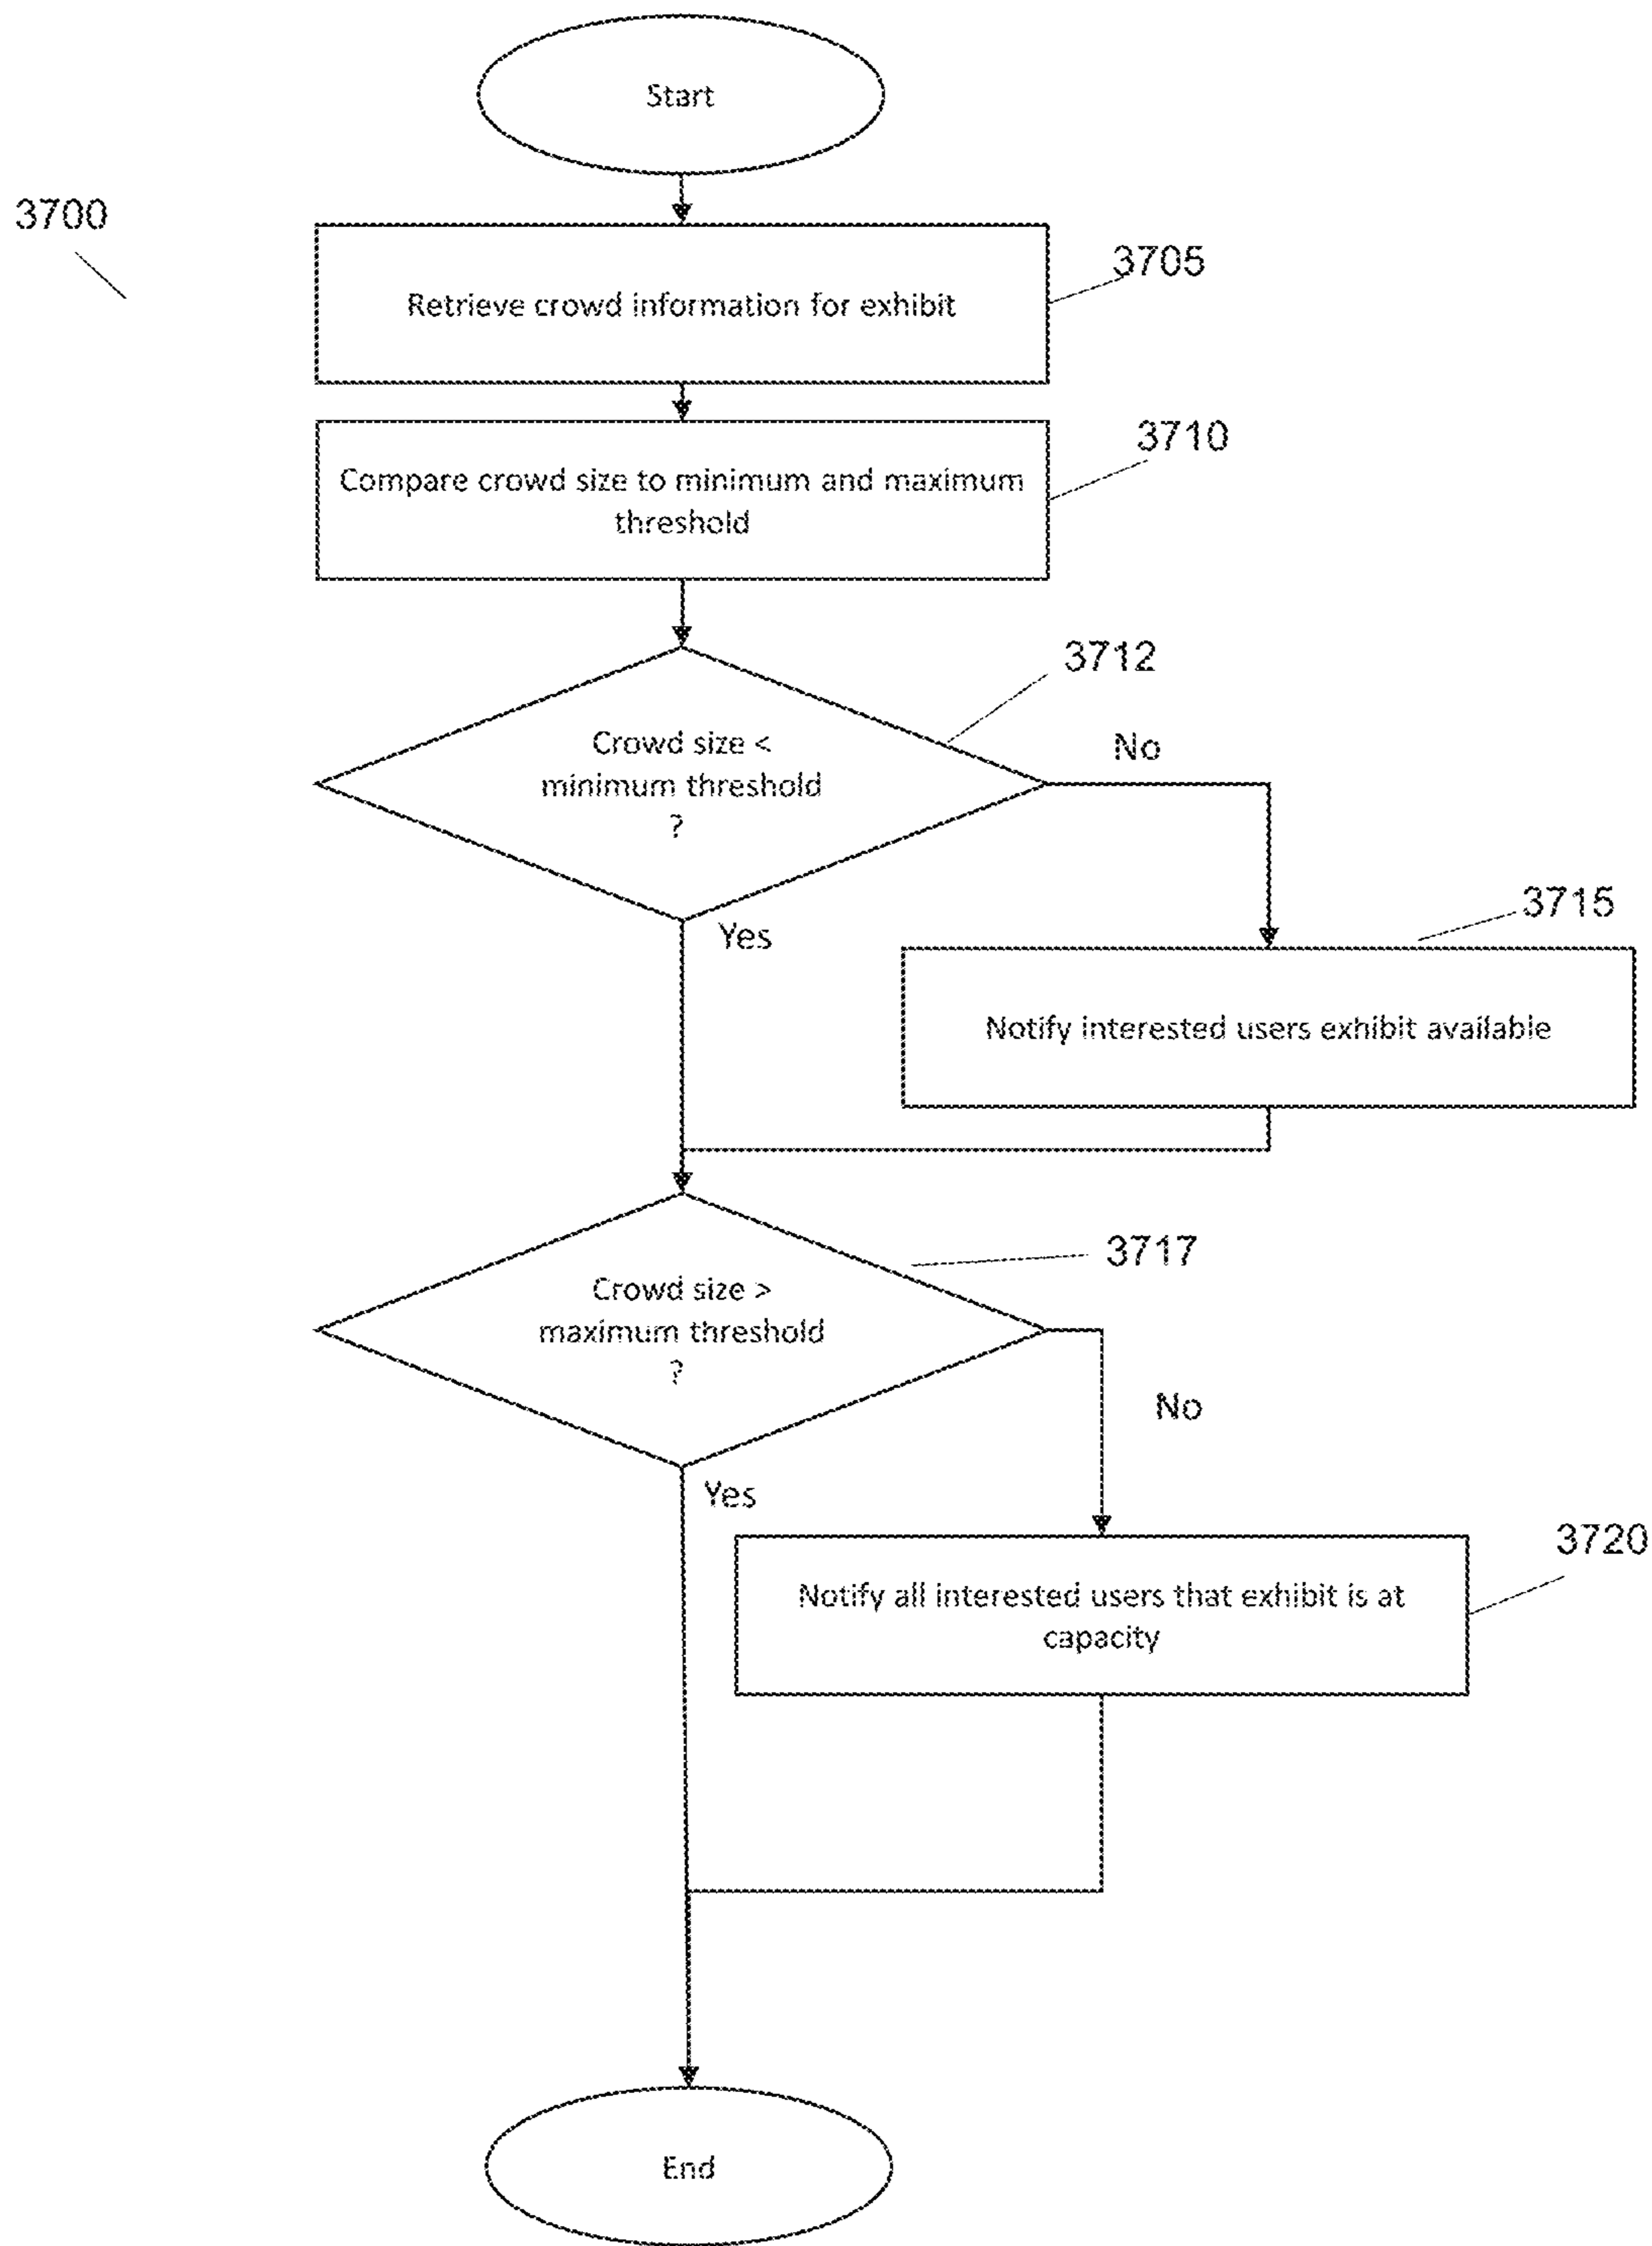 Start
3700
3705
Retrieve crowd information for exhibit
3710
Compare crowd size to minimum and maximum
threshold
3712
Crowd size <
minimum threshold
?
No
Yes
3715
Notify interested users exhibit available
3717
Crowd size >
maximum threshold
?
No
Yes
3720
Notify all interested users that exhibit is at
capacity
End